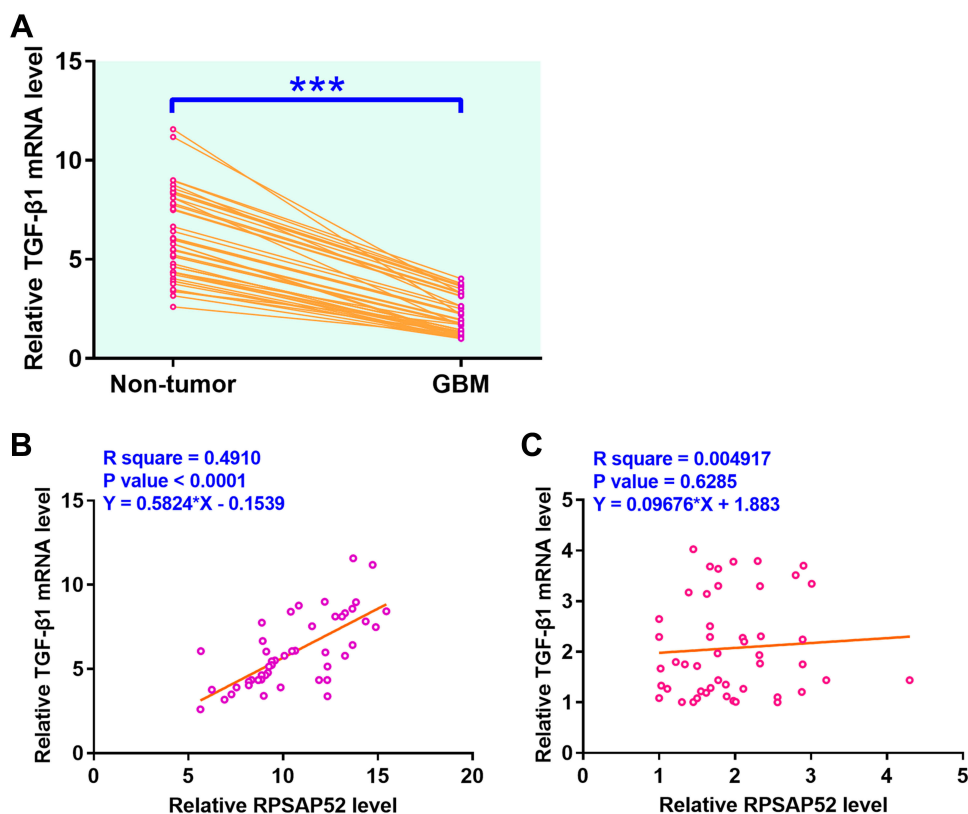 A
Relative TGF-β1 mRNA level
15
10
5
0
***
Non-tumor
GBM
B
R square = 0.4910
P value < 0.0001
Y = 0.5824*X - 0.1539
Relative TGF-β1 mRNA level
15
10
5
0
0
5
10
15
20
Relative RPSAP52 level
C
R square = 0.004917
P value = 0.6285
Y = 0.09676*X + 1.883
Relative TGF-β1 mRNA level
5
4
3
2
1
0
0
1
2
3
4
5
Relative RPSAP52 level